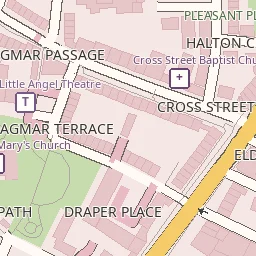 PLEASANT PL
HALTON C
AGMAR PASSAGE
Cross Street Baptist Chu
Little Angel Theatre
T
CROSS STREET
AGMAR TERRACE
Mary's Church
ELD
PATH
DRAPER PLACE